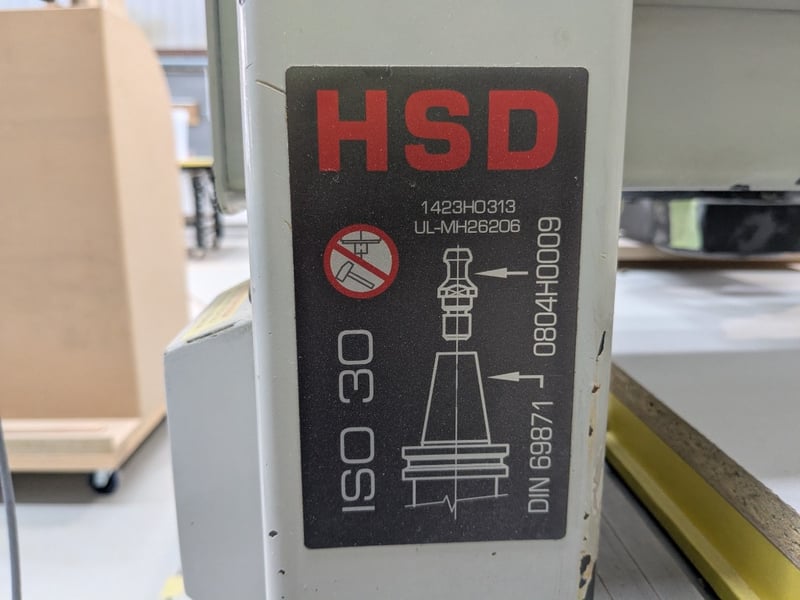 HSD
1423H0313
UL-MH26206
0804H0009
ISO 30
DIN 69871